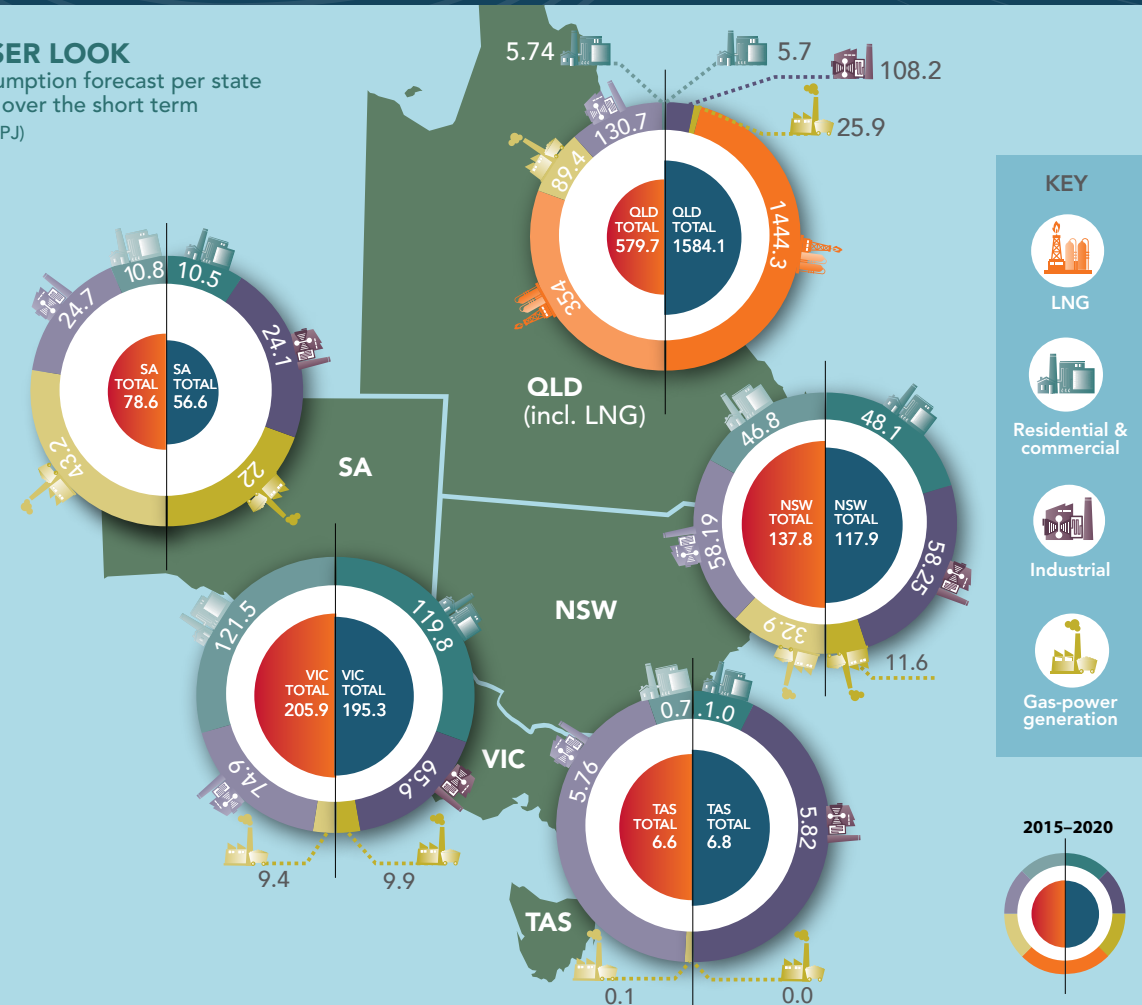 SER LOOK
umption forecast per state
over the short term
PJ)
5.74
5.7
108.2
25.9
130.7
89.4
354
1444.3
QLD
TOTAL
579.7
QLD
TOTAL
1584.1
QLD
(incl. LNG)
10.8
10.5
24.7
24.1
43.2
22
SA
TOTAL
78.6
SA
TOTAL
56.6
SA
46.8
48.1
58.19
58.25
32.9
11.6
NSW
TOTAL
137.8
NSW
TOTAL
117.9
NSW
121.5
119.8
74.9
65.6
9.4
9.9
VIC
TOTAL
205.9
VIC
TOTAL
195.3
VIC
0.7
1.0
5.76
5.82
0.1
0.0
TAS
TOTAL
6.6
TAS
TOTAL
6.8
TAS
KEY
LNG
Residential &
commercial
Industrial
Gas-power
generation
2015–2020